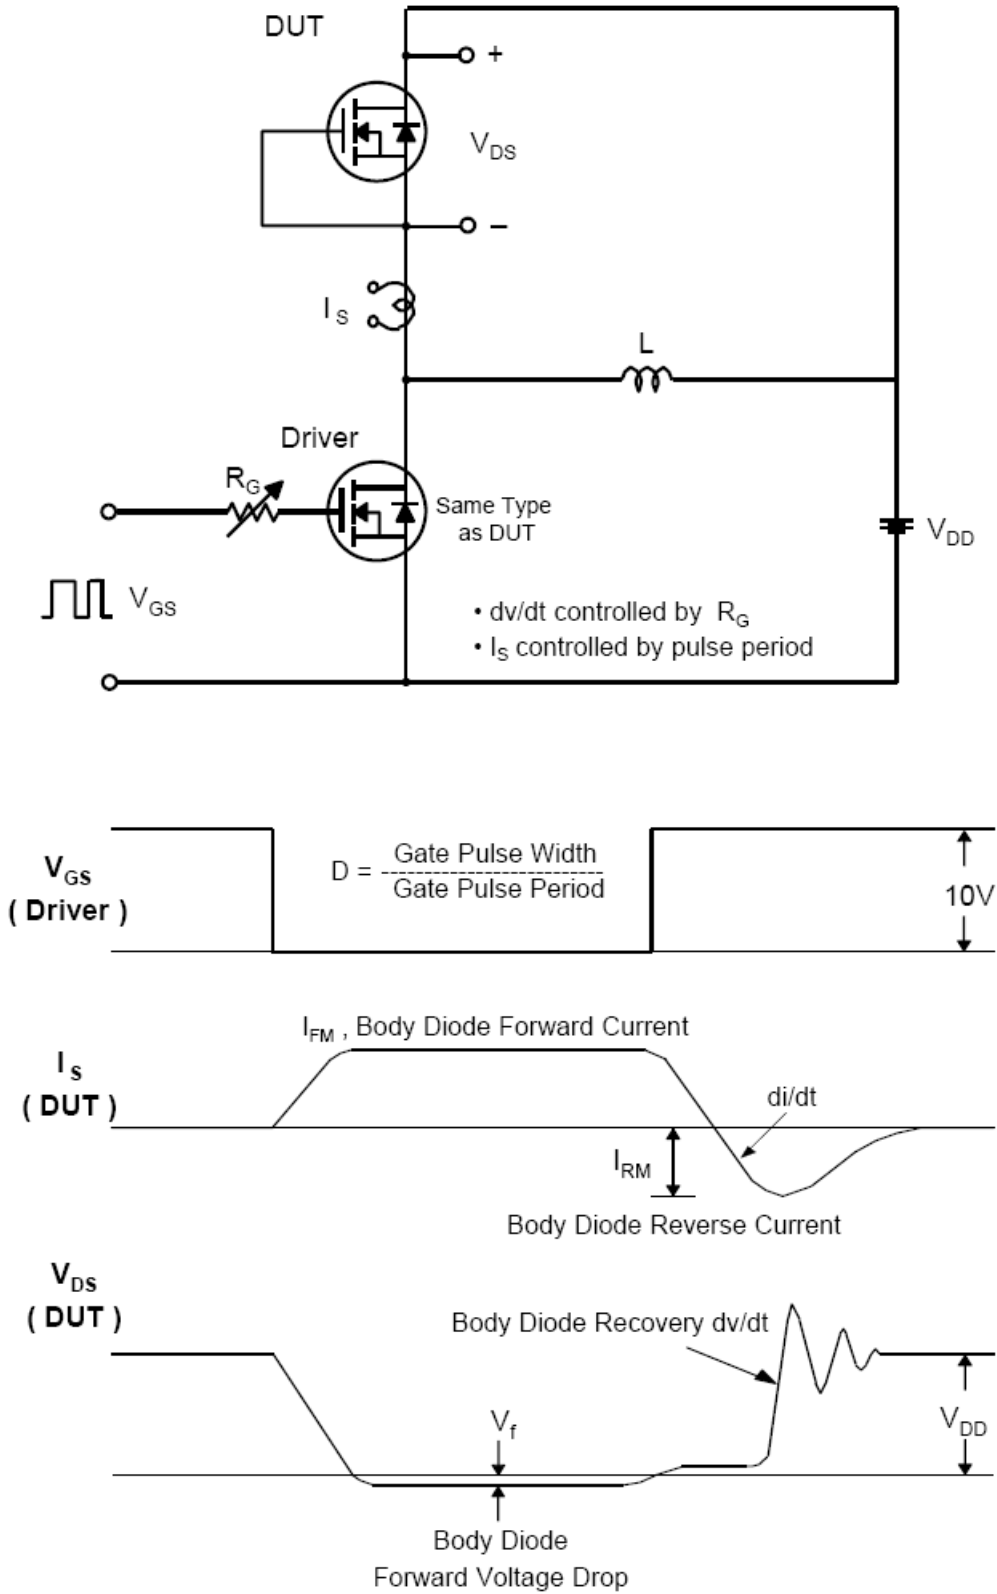 DUT
+
V_DS
–
I_S
L
Driver
R_G
Same Type
as DUT
V_DD
V_GS
• dv/dt controlled by R_G
• I_S controlled by pulse period
V_GS
( Driver )
D = Gate Pulse Width
Gate Pulse Period
10V
I_FM , Body Diode Forward Current
I_S
( DUT )
di/dt
I_RM
Body Diode Reverse Current
V_DS
( DUT )
Body Diode Recovery dv/dt
V_f
V_DD
Body Diode
Forward Voltage Drop